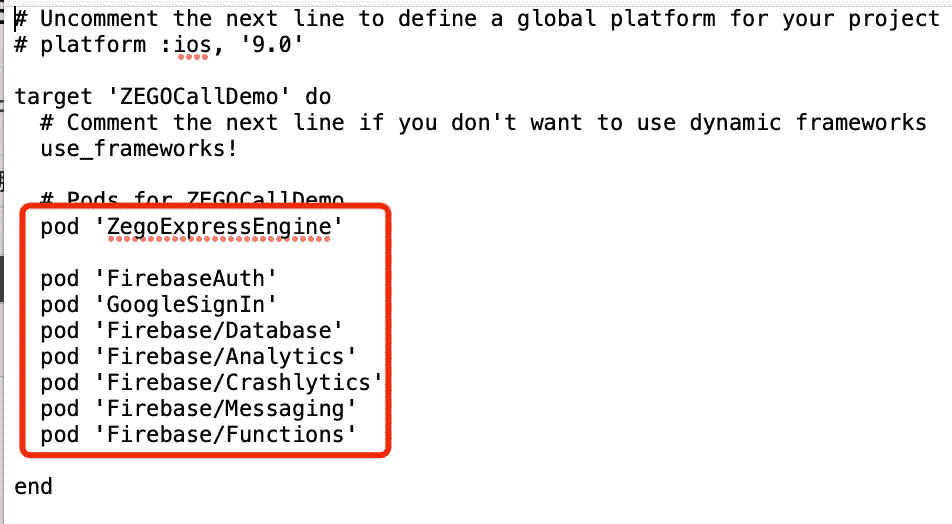 # Uncomment the next line to define a global platform for your project
# platform :ios, '9.0'
target 'ZEGOCallDemo' do
# Comment the next line if you don't want to use dynamic frameworks
use_frameworks!
# Pods for ZEGOCallDemo
pod 'ZegoExpressEngine'
pod 'FirebaseAuth'
pod 'GoogleSignIn'
pod 'Firebase/Database'
pod 'Firebase/Analytics'
pod 'Firebase/Crashlytics'
pod 'Firebase/Messaging'
pod 'Firebase/Functions'
end